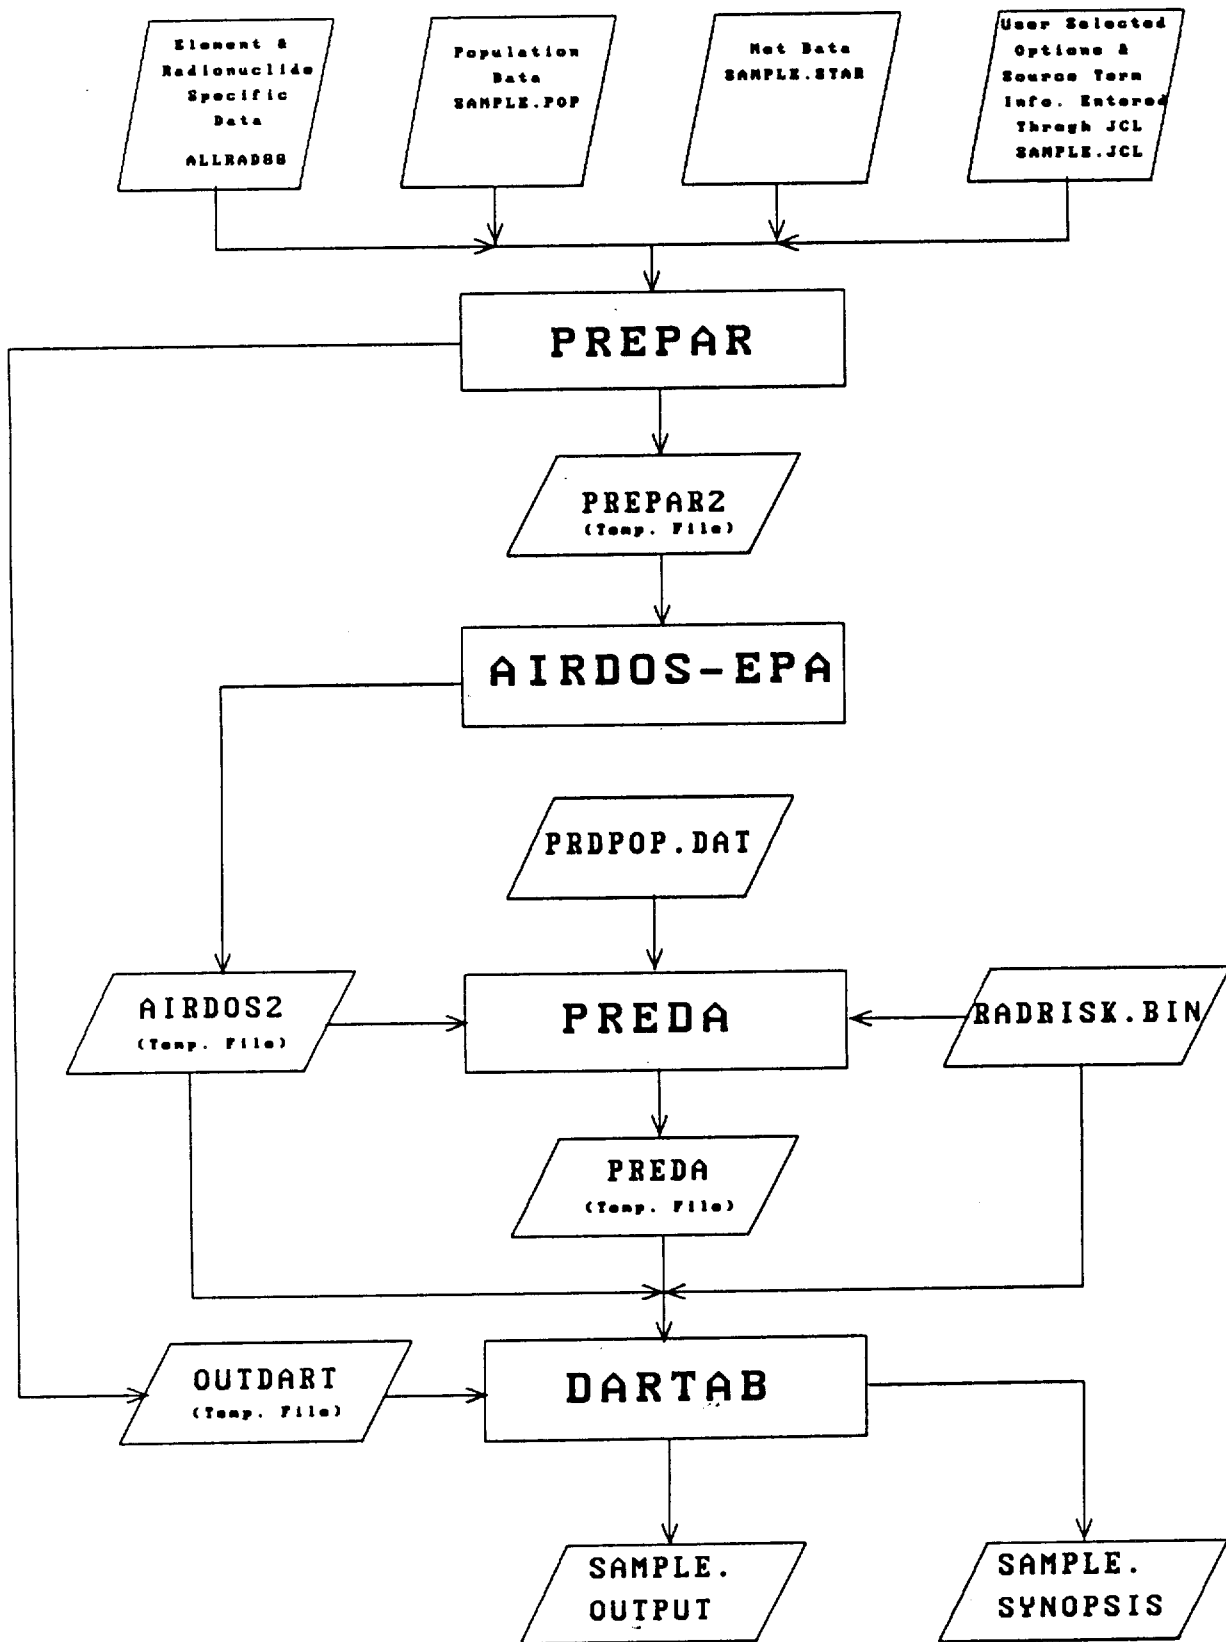 Element &
Radionuclide
Specific
Data
ALLRAD88
Population
Data
SAMPLE.POP
Met Data
SAMPLE.STAR
User Selected
Options &
Source Term
Info. Entered
Throgh JCL
SAMPLE.JCL
PREPAR
PREPAR2
(Temp. File)
AIRDOS-EPA
PRDPOP.DAT
AIRDOS2
(Temp. File)
PREDA
RADRISK.BIN
PREDA
(Temp. File)
OUTDART
(Temp. File)
DARTAB
SAMPLE.
OUTPUT
SAMPLE.
SYNOPSIS